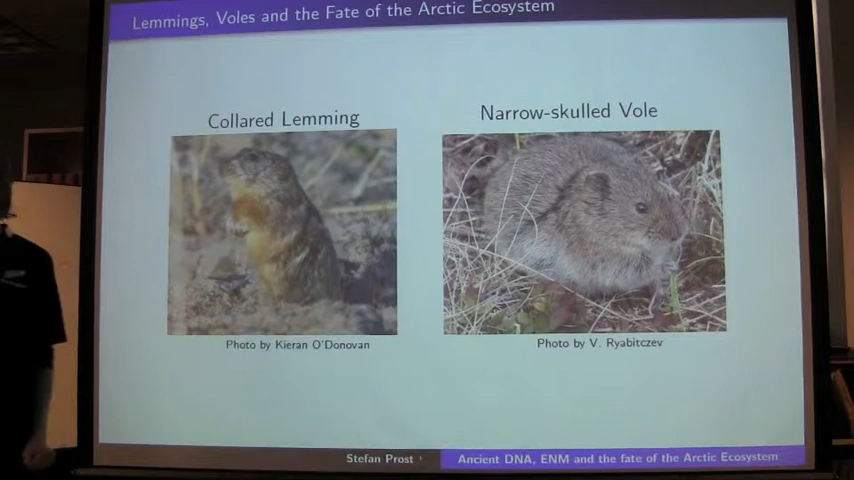 Lemmings, Voles and the Fate of the Arctic Ecosystem
Collared Lemming
Narrow-skulled Vole
Photo by Kieran O'Donovan
Photo by V. Ryabitczev
Stefan Prost
Ancient DNA, ENM and the fate of the Arctic Ecosystem